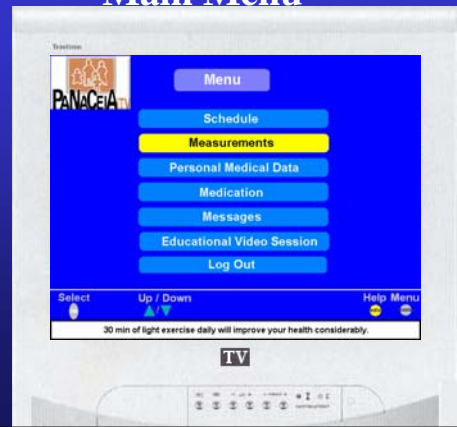 Main Menu
PANACEIA TV
Menu
Schedule
Measurements
Personal Medical Data
Medication
Messages
Educational Video Session
Log Out
Select Up / Down Help Menu
30 min of light exercise daily will improve your health considerably.
TV